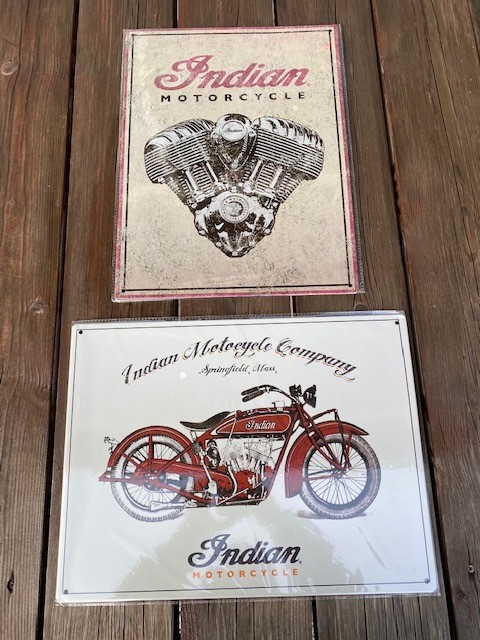 Indian
MOTORCYCLE
Indian Motocycle Company
Springfield, Mass,
Indian
Indian
MOTORCYCLE